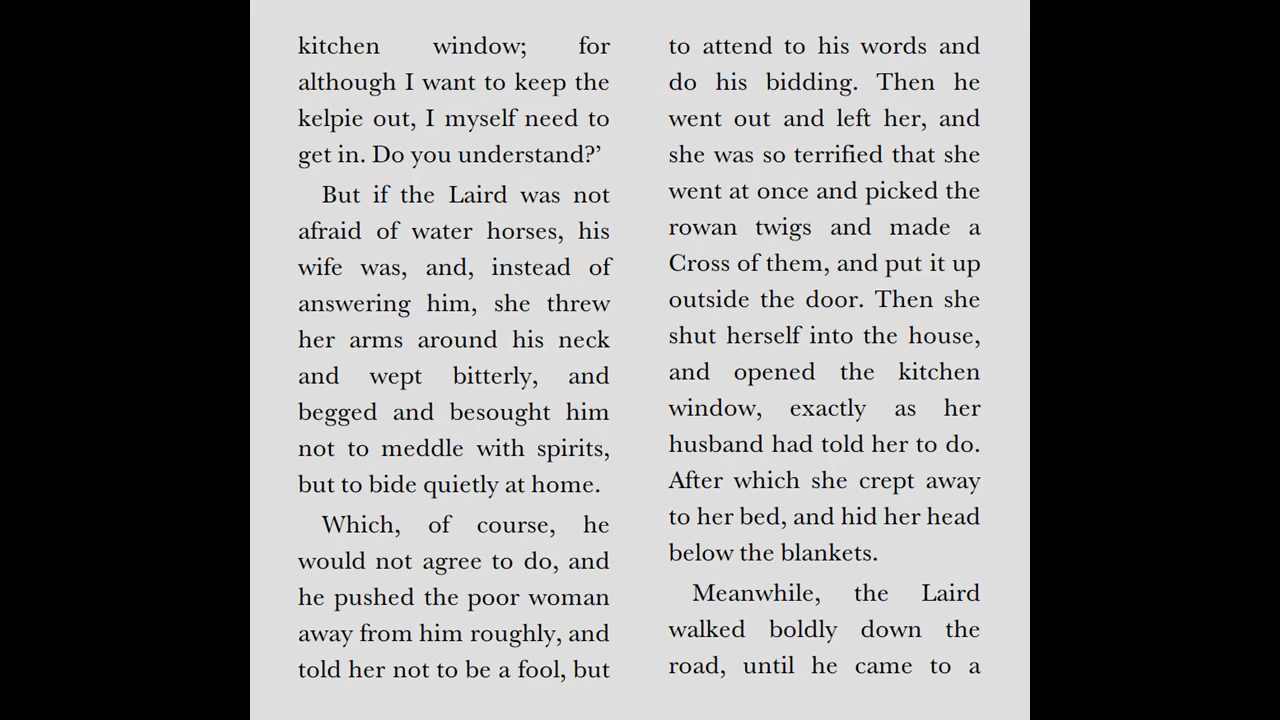 kitchen window; for
although I want to keep the
kelpie out, I myself need to
get in. Do you understand?’
But if the Laird was not
afraid of water horses, his
wife was, and, instead of
answering him, she threw
her arms around his neck
and wept bitterly, and
begged and besought him
not to meddle with spirits,
but to bide quietly at home.
Which, of course, he
would not agree to do, and
he pushed the poor woman
away from him roughly, and
told her not to be a fool, but
to attend to his words and
do his bidding. Then he
went out and left her, and
she was so terrified that she
went at once and picked the
rowan twigs and made a
Cross of them, and put it up
outside the door. Then she
shut herself into the house,
and opened the kitchen
window, exactly as her
husband had told her to do.
After which she crept away
to her bed, and hid her head
below the blankets.
Meanwhile, the Laird
walked boldly down the
road, until he came to a